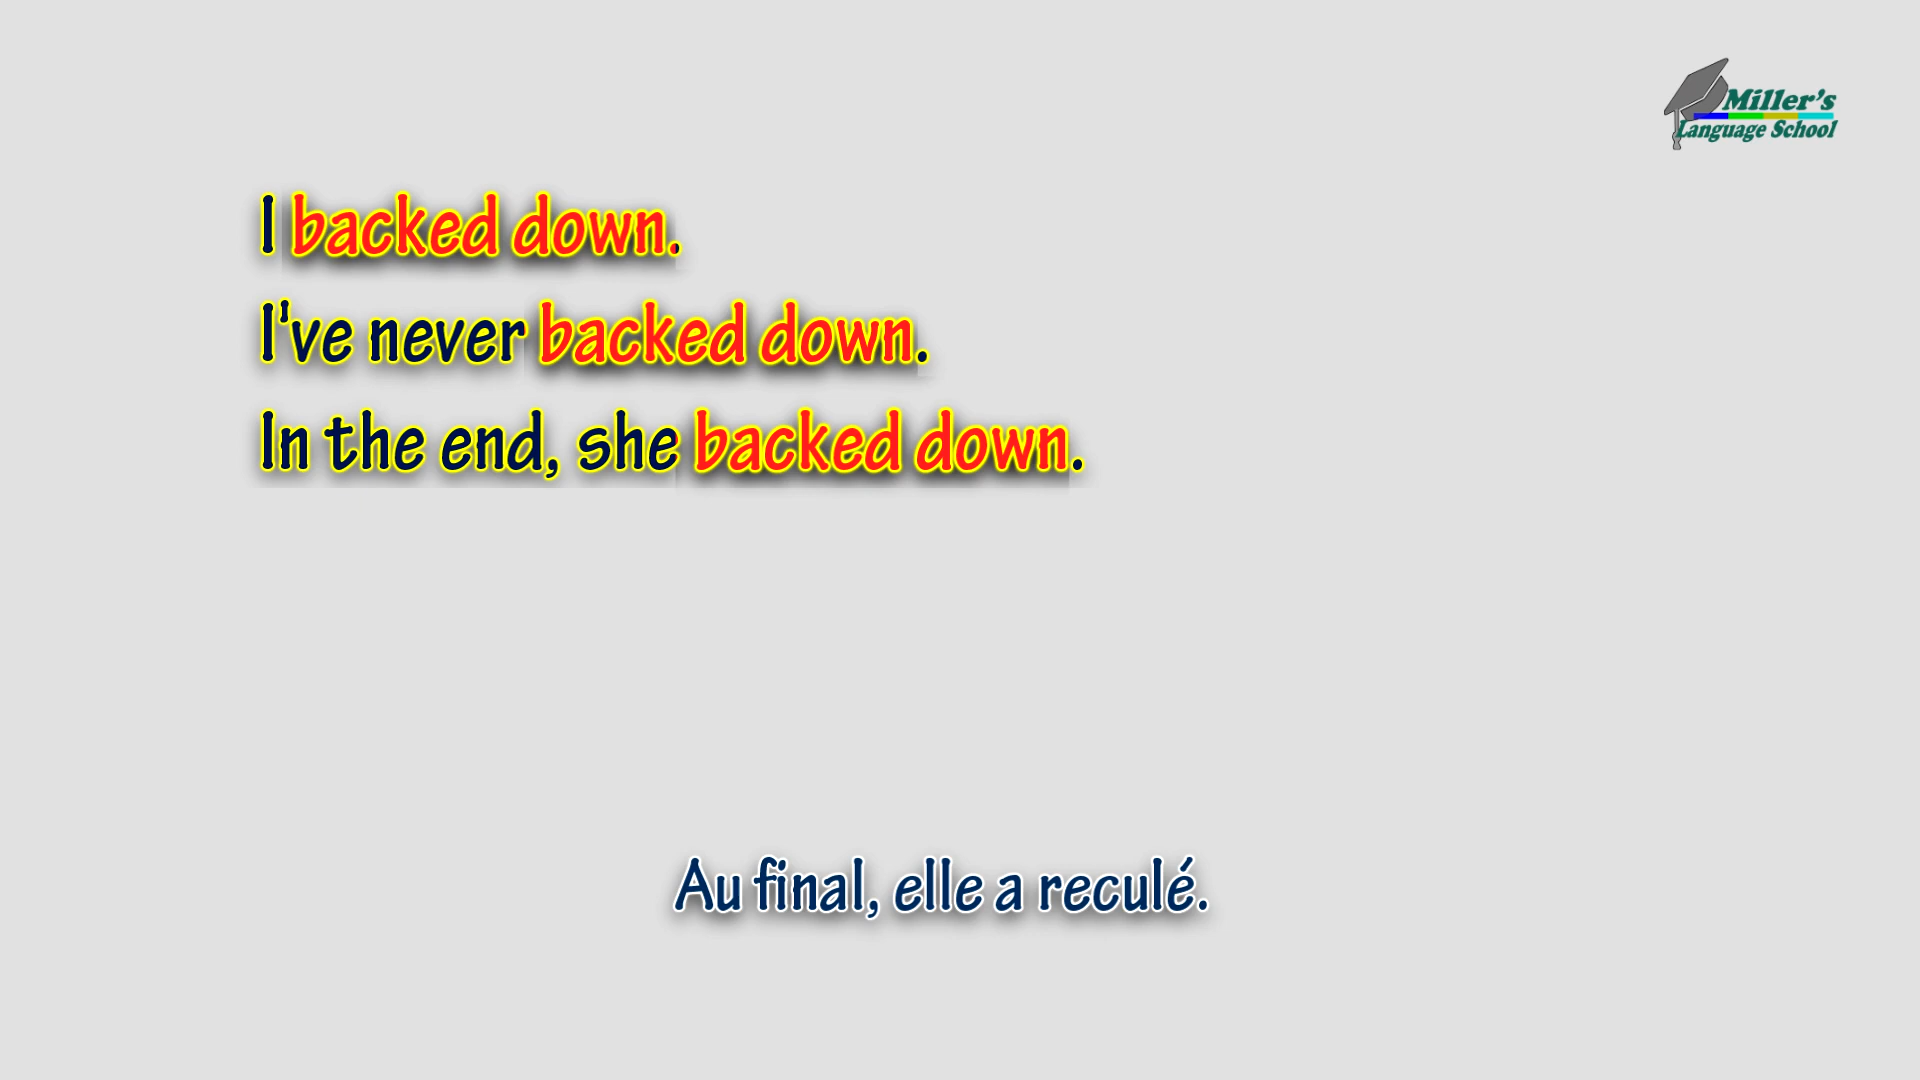 Miller's
Language School
I backed down.
I've never backed down.
In the end, she backed down.
Au final, elle a reculé.